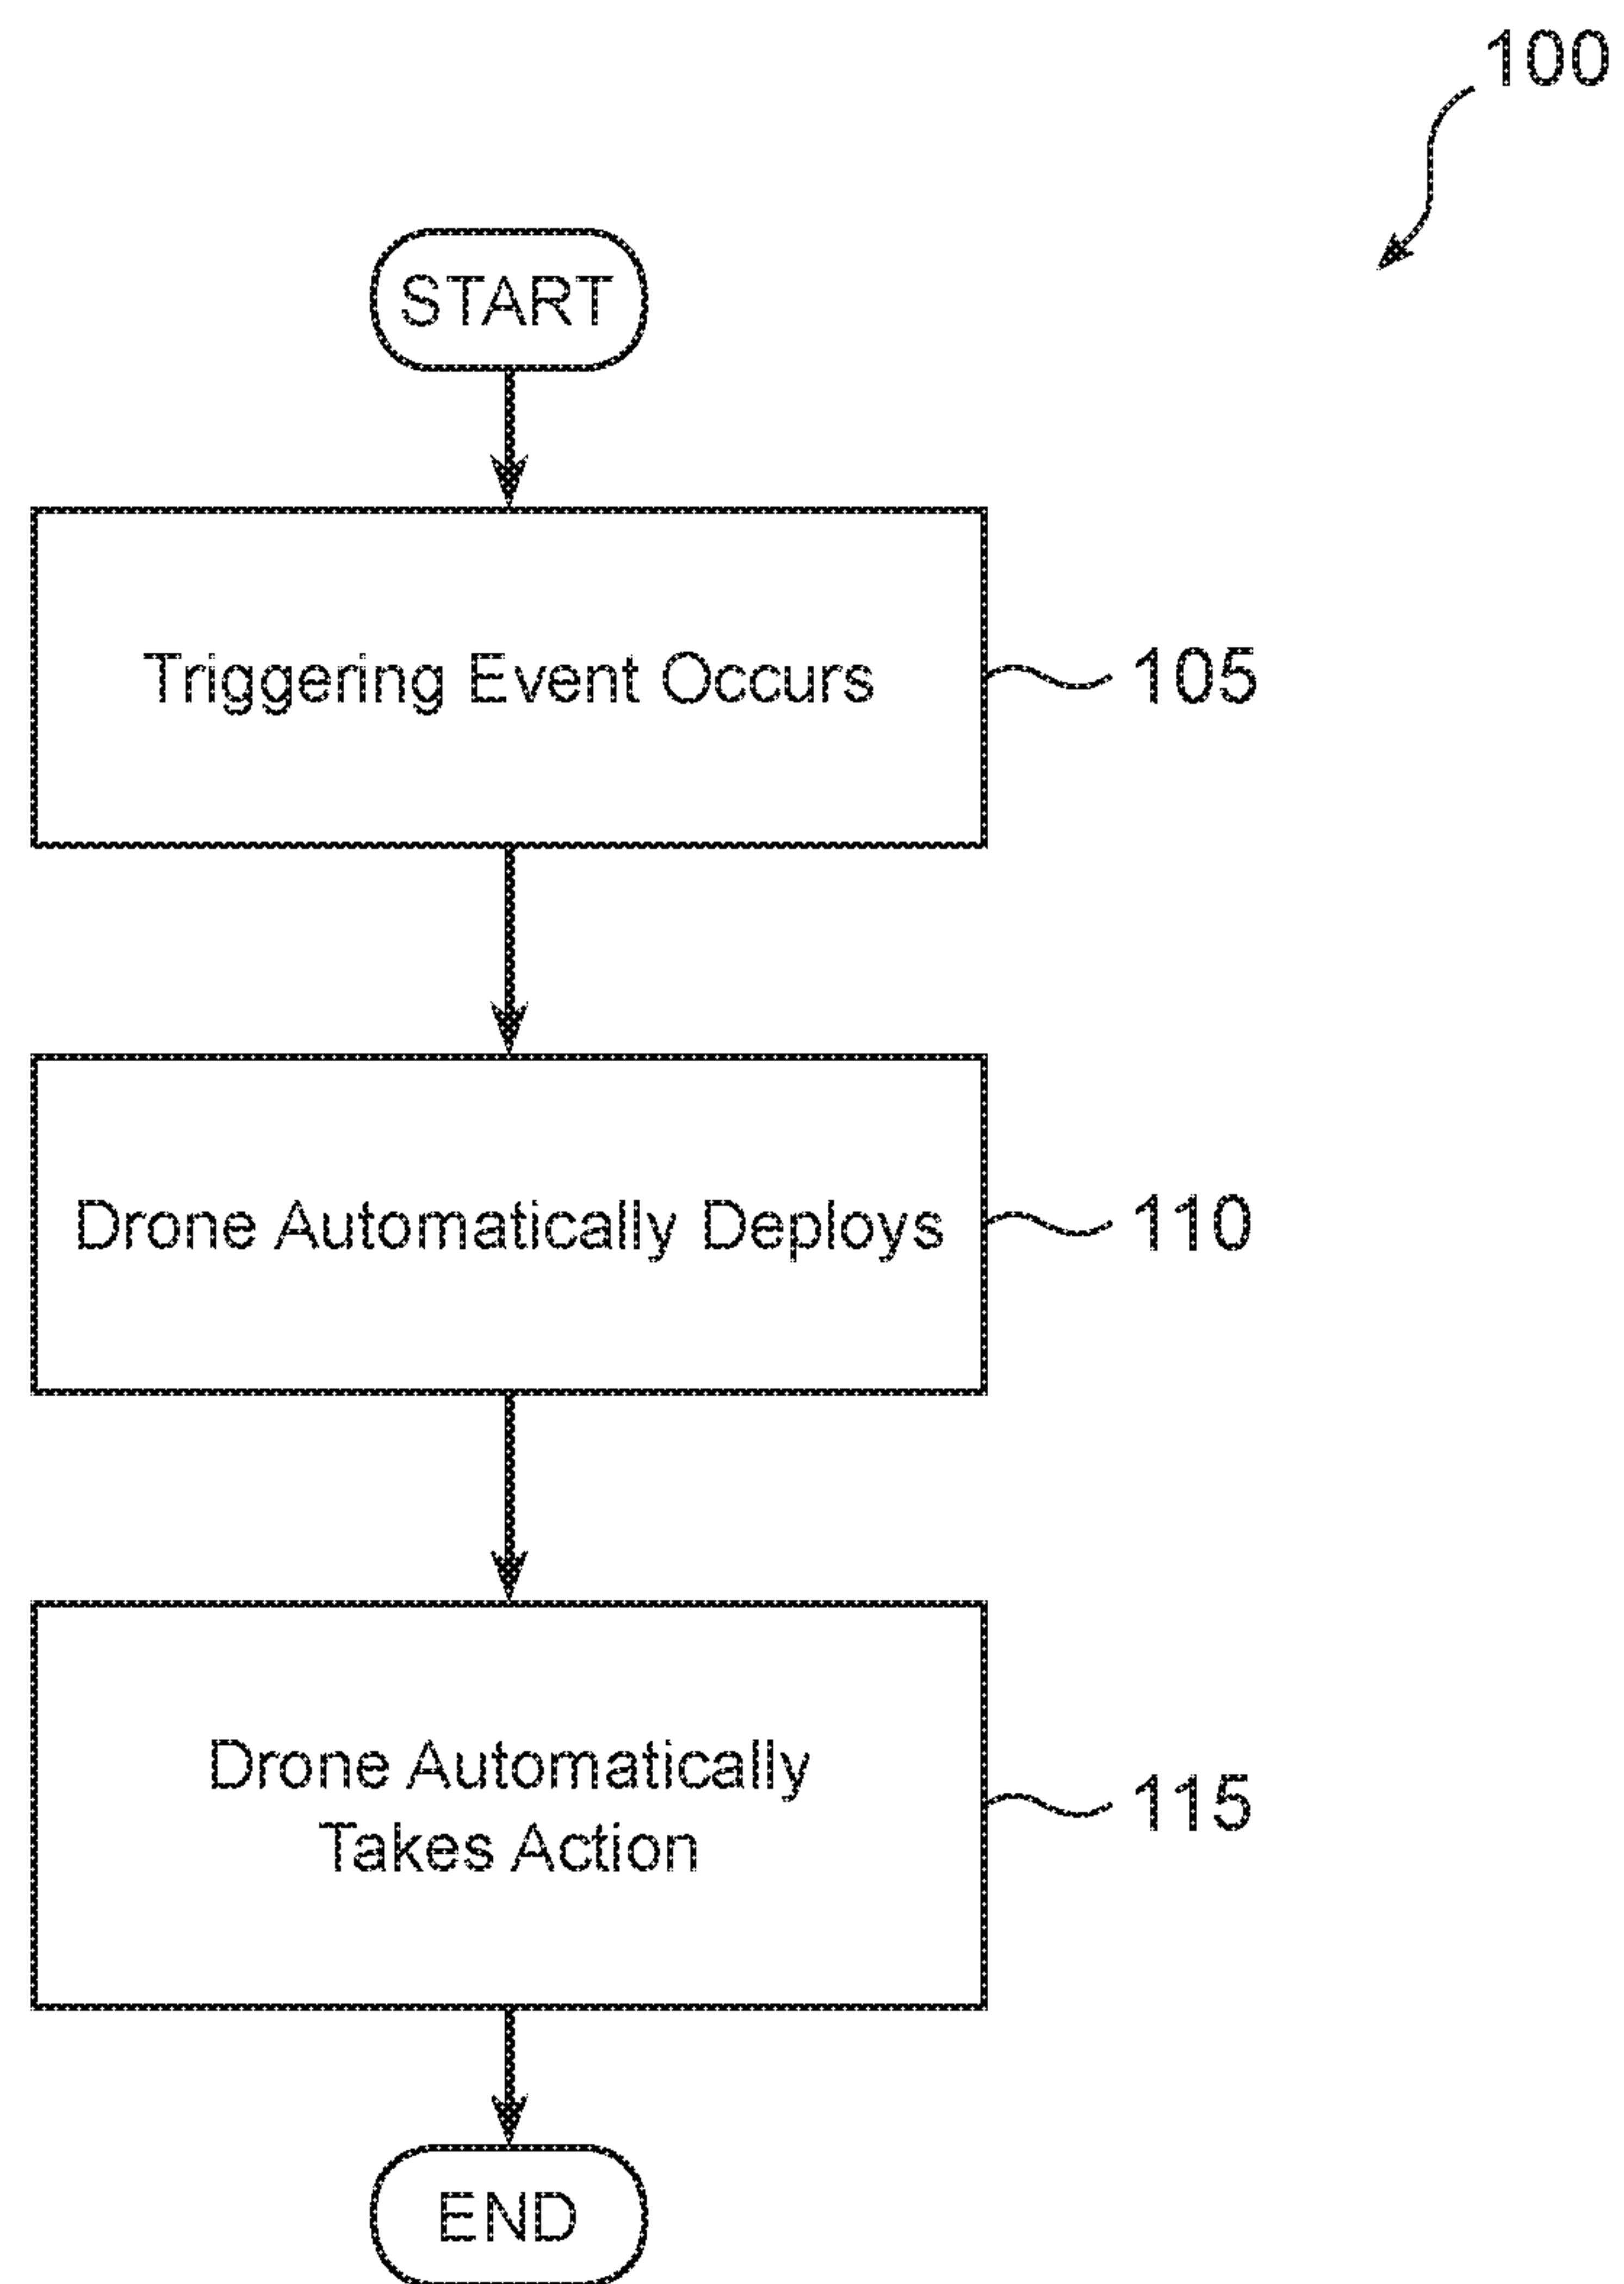 100
START
Triggering Event Occurs
105
Drone Automatically Deploys
110
Drone Automatically
Takes Action
115
END